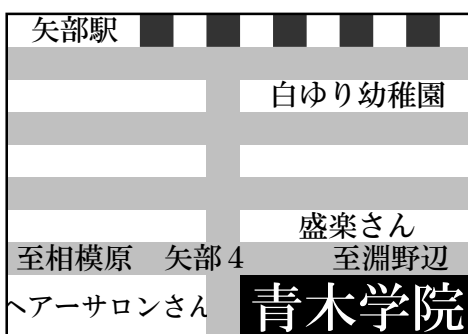 矢部駅
白ゆり幼稚園
盛楽さん
至相模原 矢部4 至淵野辺
ヘアーサロンさん 青木学院